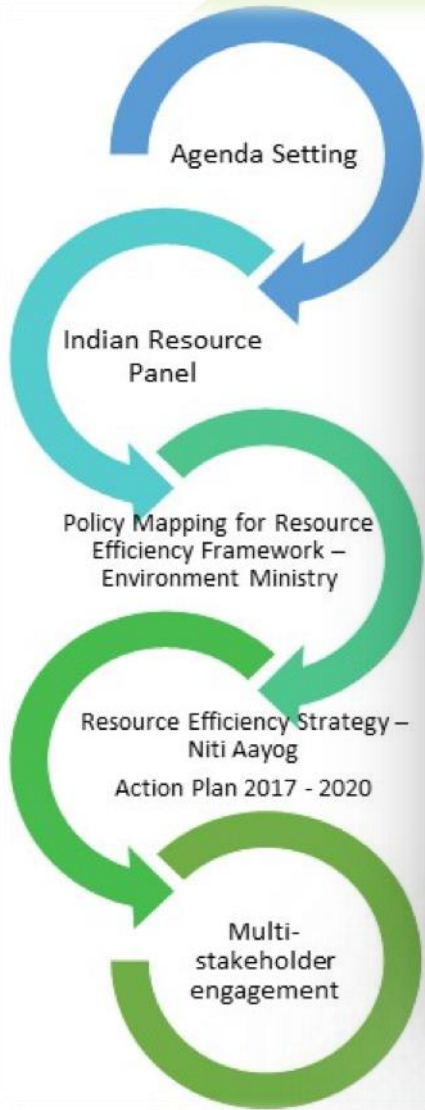 Agenda Setting
Indian Resource
Panel
Policy Mapping for Resource
Efficiency Framework –
Environment Ministry
Resource Efficiency Strategy –
Niti Aayog
Action Plan 2017 - 2020
Multi-
stakeholder
engagement